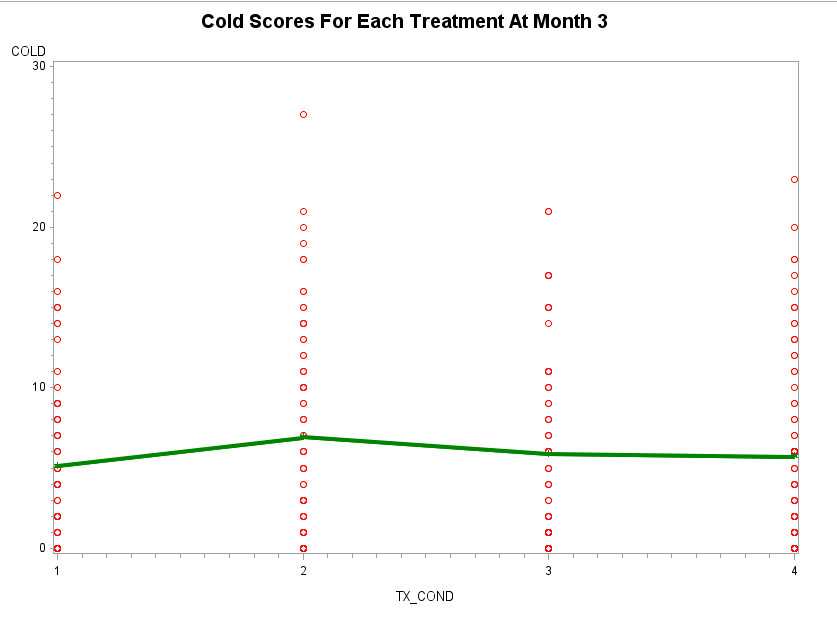 Cold Scores For Each Treatment At Month 3
COLD
30
20
10
0
1 2 3 4
TX_COND